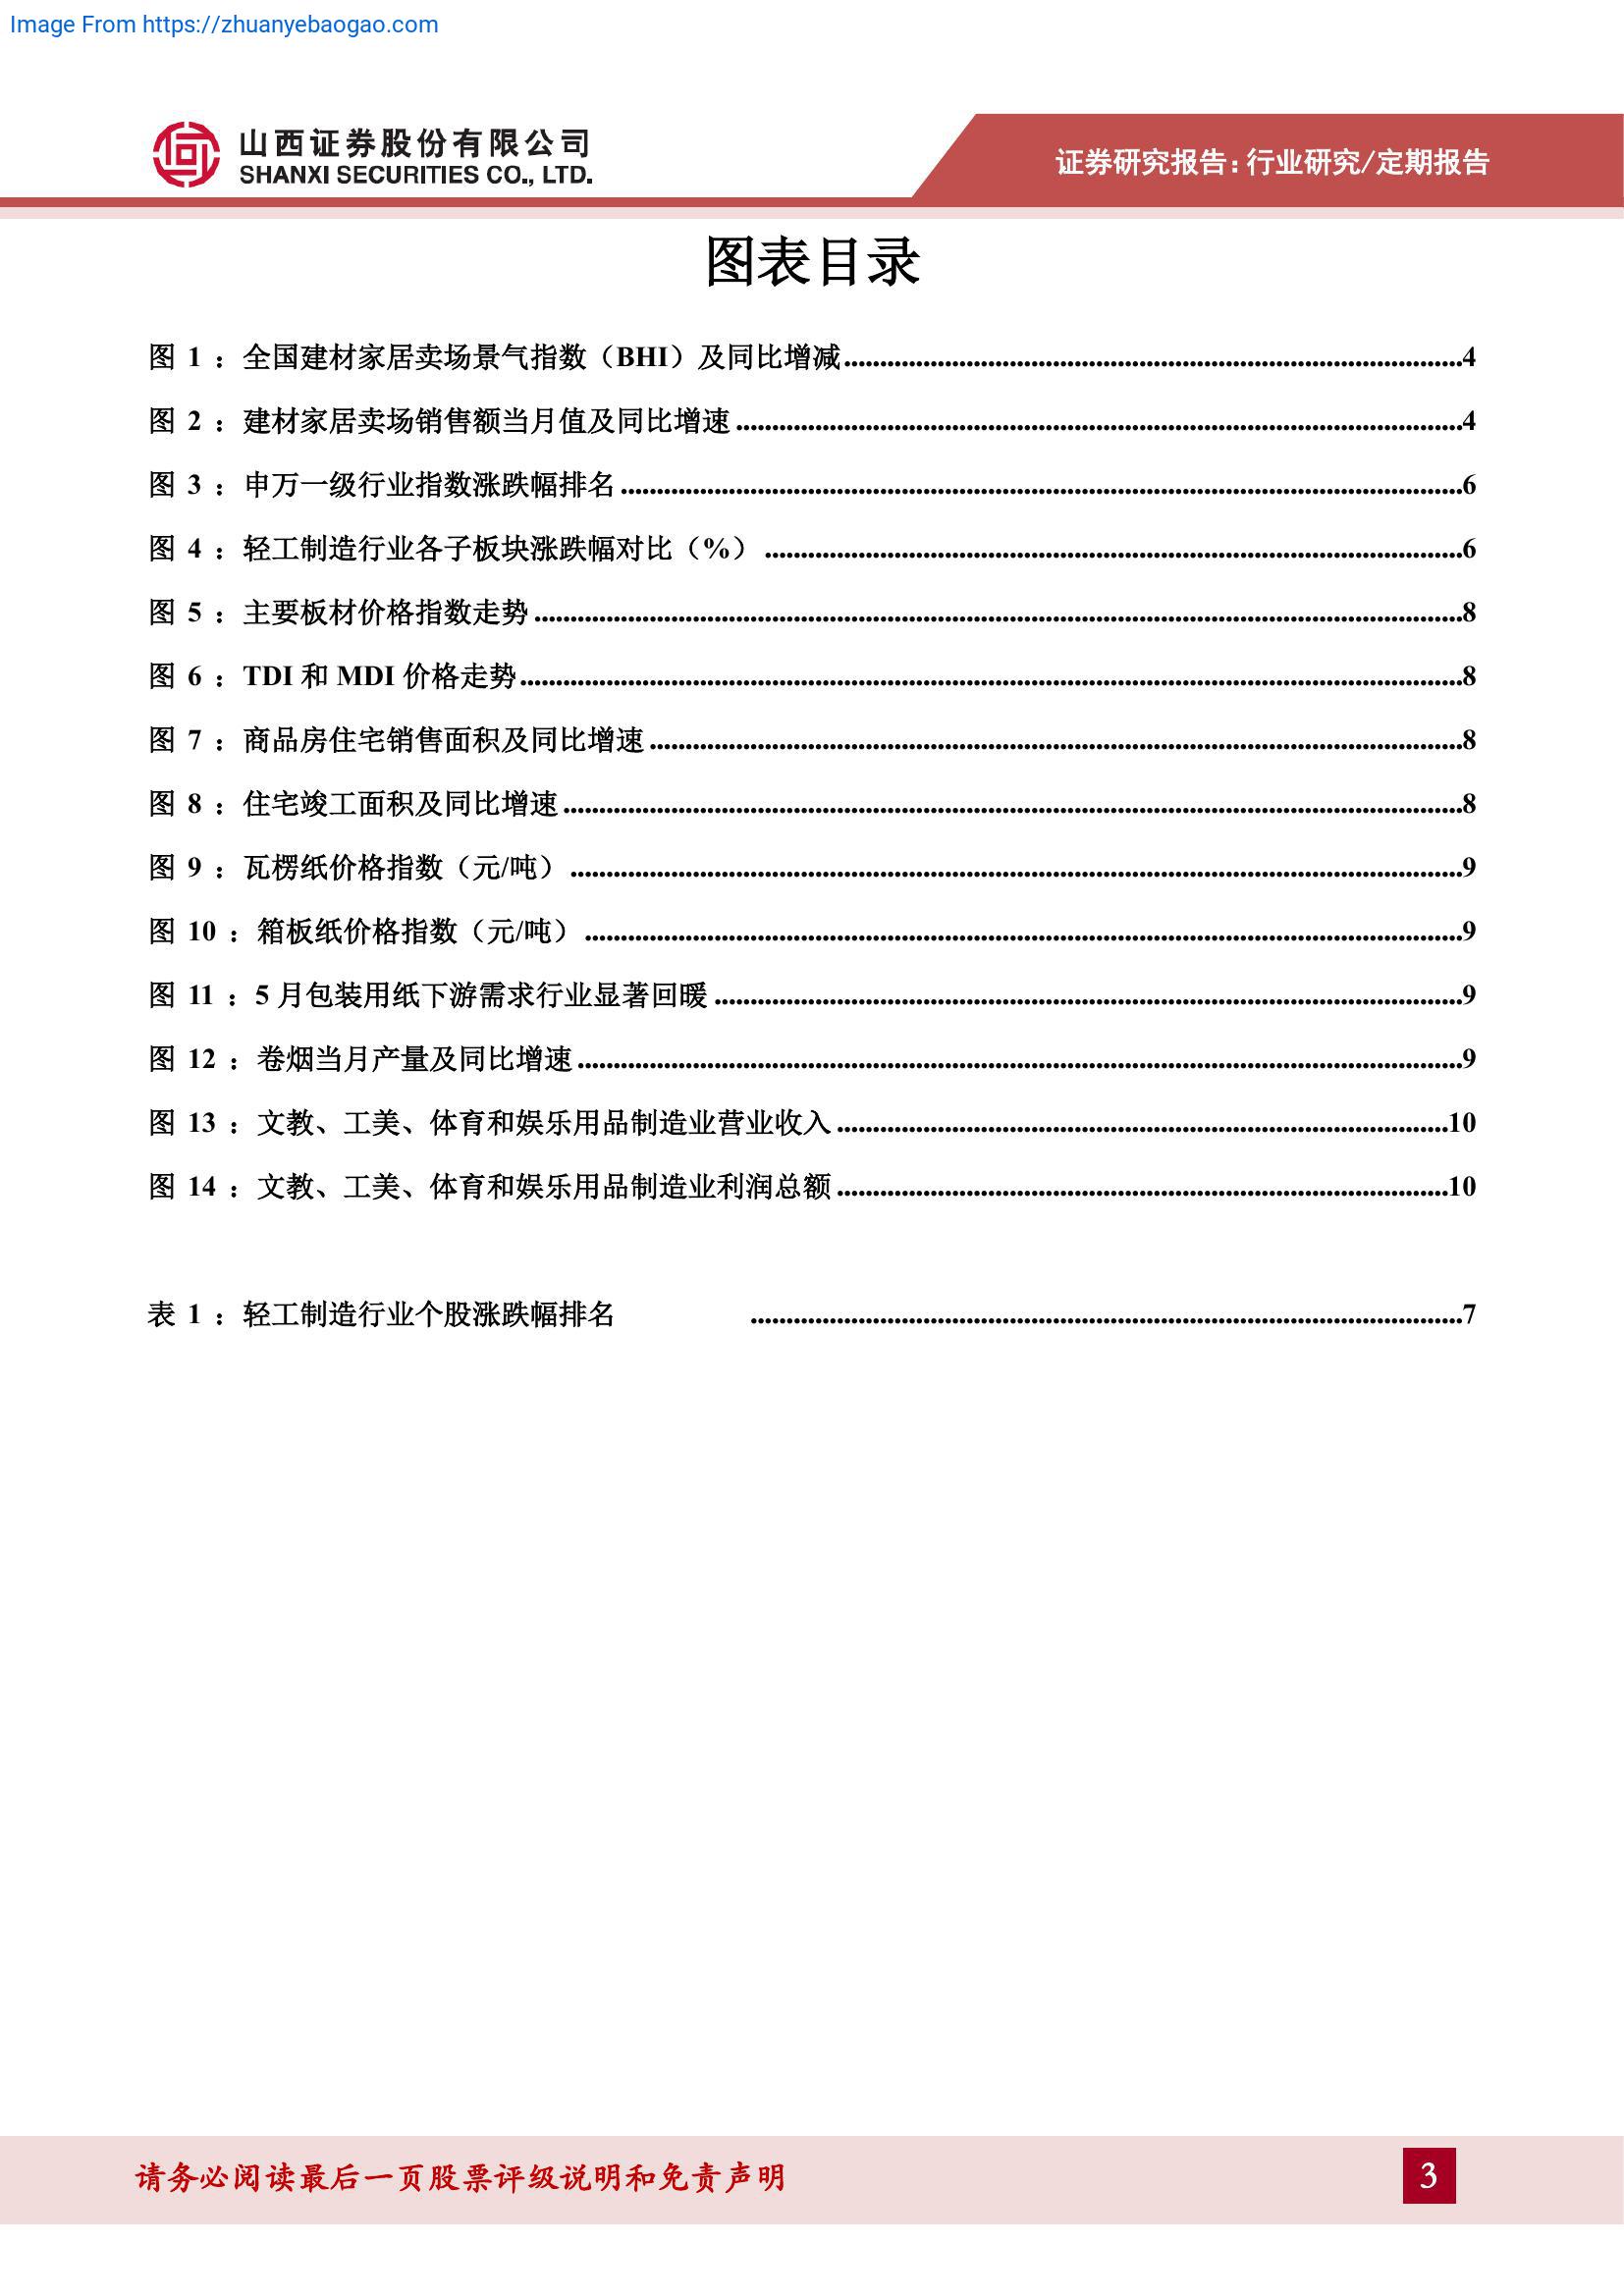 Image From https://zhuanyebaogao.com
山西证券股份有限公司
SHANXI SECURITIES CO., LTD.
证券研究报告：行业研究/定期报告
图表目录
图 1 ：全国建材家居卖场景气指数（BHI）及同比增减................................4
图 2 ：建材家居卖场销售额当月值及同比增速................................4
图 3 ：申万一级行业指数涨跌幅排名................................6
图 4 ：轻工制造行业各子板块涨跌幅对比（%）................................6
图 5 ：主要板材价格指数走势................................8
图 6 ：TDI 和 MDI 价格走势................................8
图 7 ：商品房住宅销售面积及同比增速................................8
图 8 ：住宅竣工面积及同比增速................................8
图 9 ：瓦楞纸价格指数（元/吨）................................9
图 10 ：箱板纸价格指数（元/吨）................................9
图 11 ：5 月包装用纸下游需求行业显著回暖................................9
图 12 ：卷烟当月产量及同比增速................................9
图 13 ：文教、工美、体育和娱乐用品制造业营业收入................................10
图 14 ：文教、工美、体育和娱乐用品制造业利润总额................................10
表 1 ：轻工制造行业个股涨跌幅排名................................7
请务必阅读最后一页股票评级说明和免责声明
3